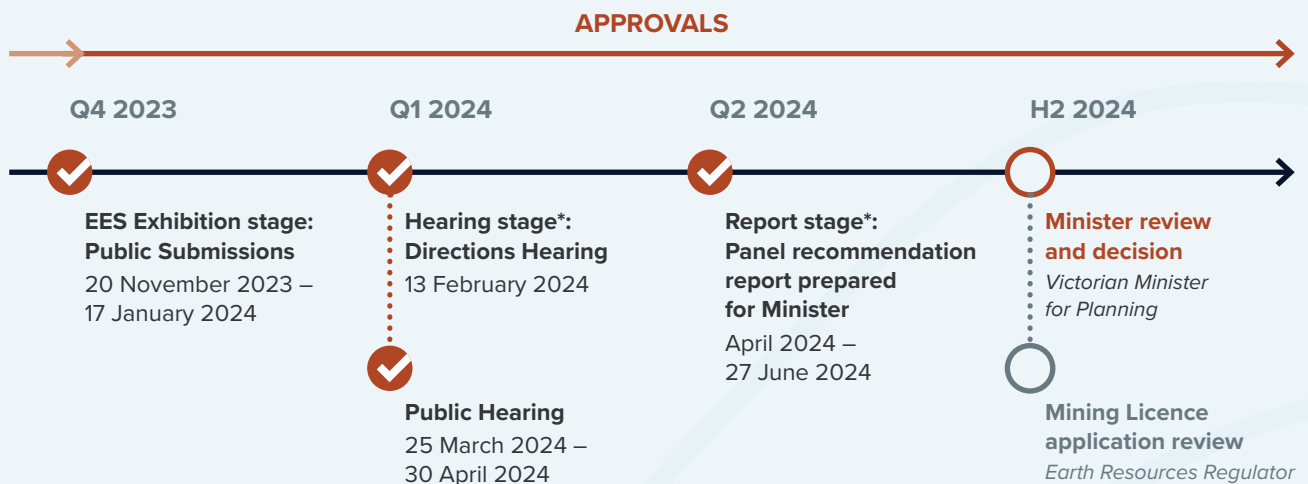 APPROVALS
Q4 2023
Q1 2024
Q2 2024
H2 2024
EES Exhibition stage:
Public Submissions
20 November 2023 –
17 January 2024
Hearing stage*:
Directions Hearing
13 February 2024
Public Hearing
25 March 2024 –
30 April 2024
Report stage*:
Panel recommendation
report prepared
for Minister
April 2024 –
27 June 2024
Minister review
and decision
Victorian Minister
for Planning
Mining Licence
application review
Earth Resources Regulator